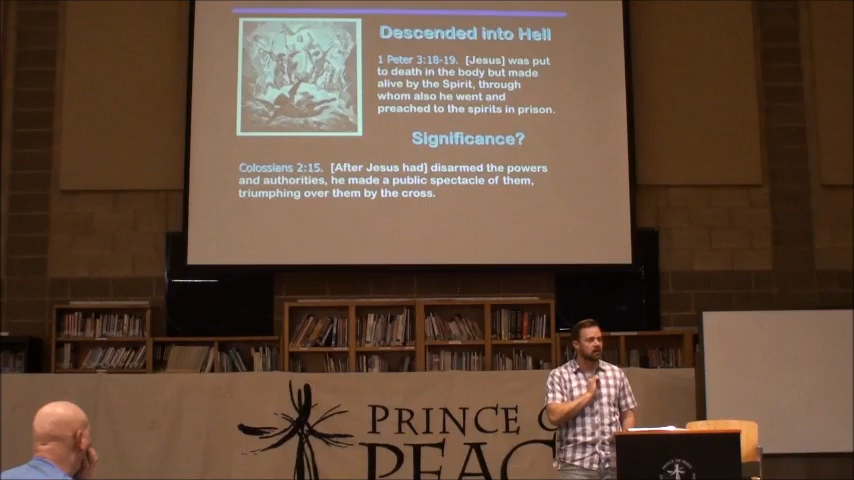 Descended into Hell
1 Peter 3:18-19. [Jesus] was put
to death in the body but made
alive by the Spirit, through
whom also he went and
preached to the spirits in prison.
Significance?
Colossians 2:15. [After Jesus had] disarmed the powers
and authorities, he made a public spectacle of them,
triumphing over them by the cross.
PRINCE O
PEAC